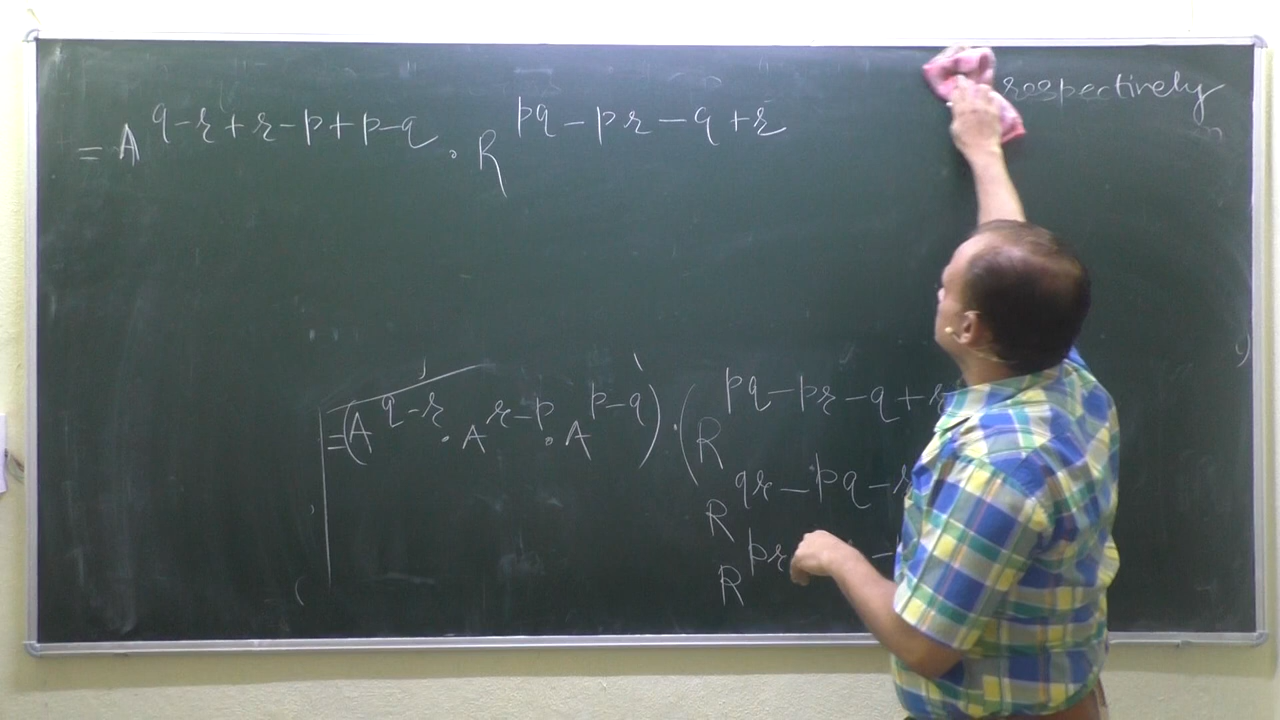 respectively
= A^{q-r+r-p+p-q} . R^{pq-pr-q+r}
=(A^{q-r} . A^{r-p} . A^{p-q}) . (R^{pq-pr-q+r}
R^{qr-pq-r
R^{pr